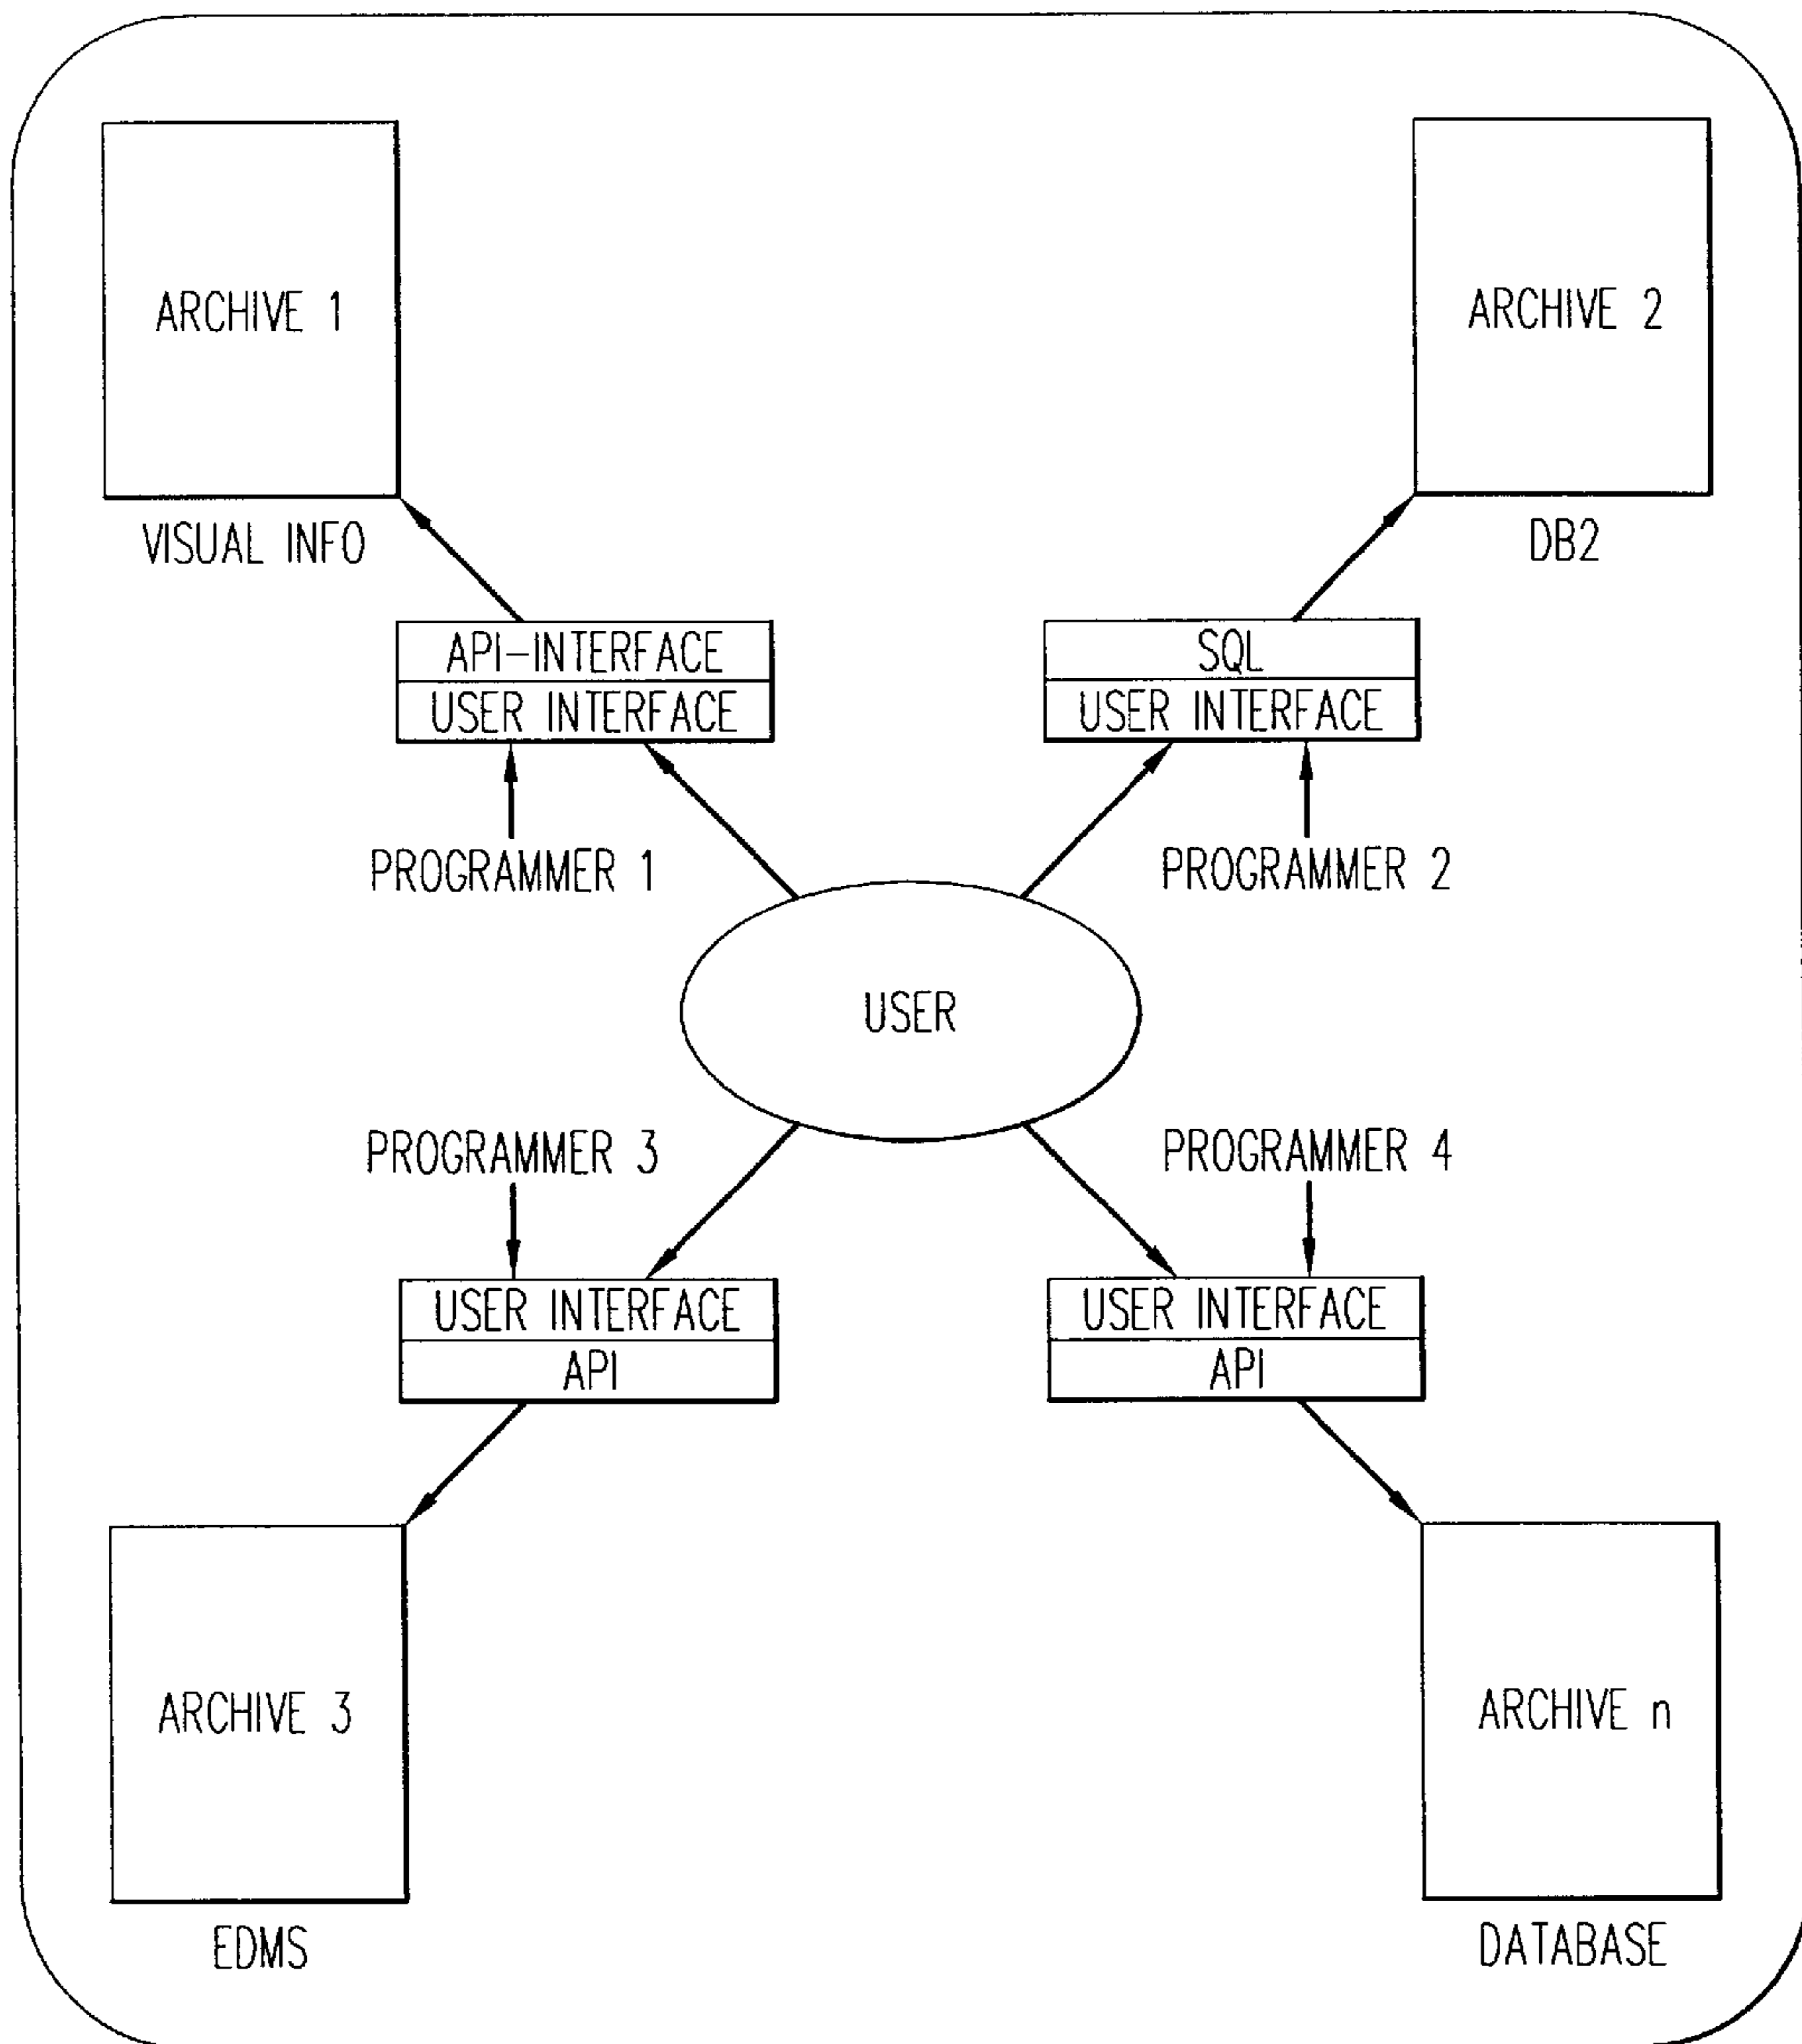 ARCHIVE 1
ARCHIVE 2
VISUAL INFO
DB2
API-INTERFACE
USER INTERFACE
SQL
USER INTERFACE
PROGRAMMER 1
PROGRAMMER 2
USER
PROGRAMMER 3
PROGRAMMER 4
USER INTERFACE
API
USER INTERFACE
API
ARCHIVE 3
ARCHIVE n
EDMS
DATABASE